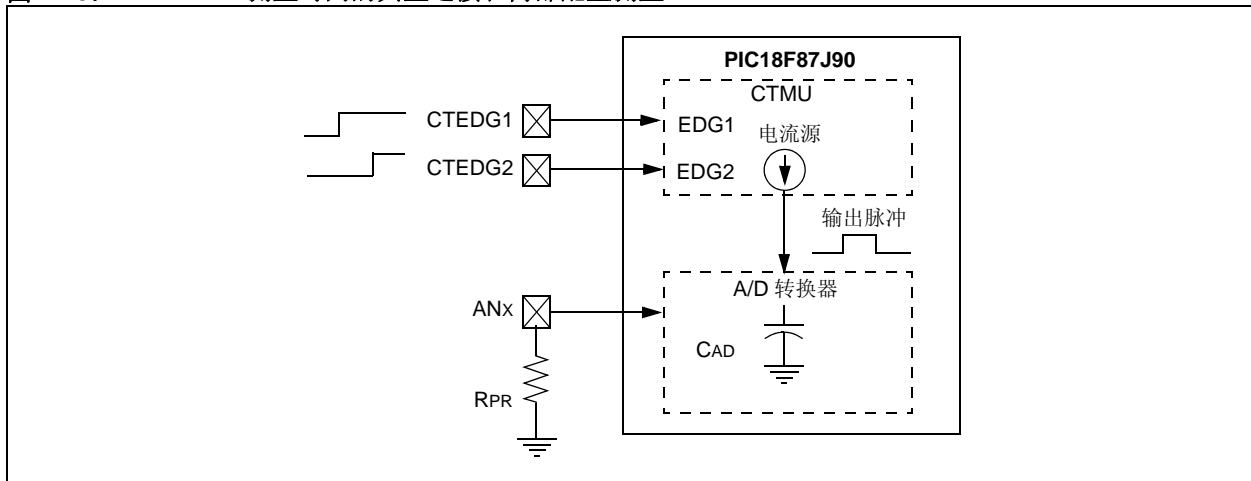 PIC18F87J90
CTMU
CTEDG1
EDG1
电流源
CTEDG2
EDG2
输出脉冲
A/D 转换器
ANX
CAD
RPR